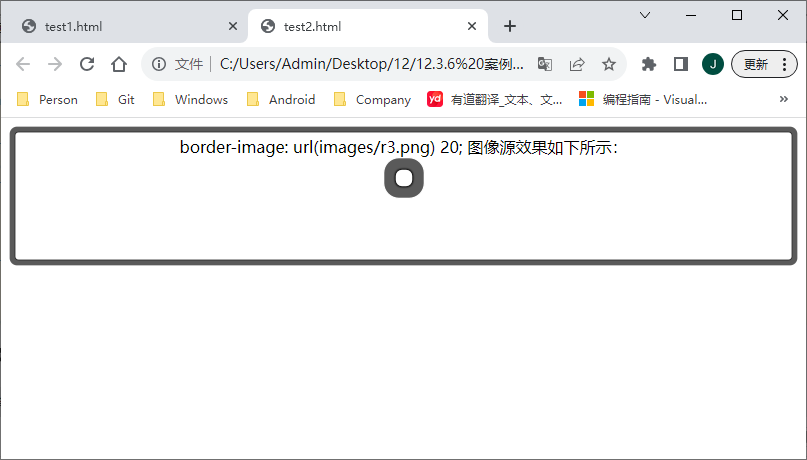 test1.html
test2.html
文件
C:/Users/Admin/Desktop/12/12.3.6%20案例...
J
更新
Person
Git
Windows
Android
Company
yd 有道翻译_文本、文...
编程指南 - Visual...
border-image: url(images/r3.png) 20; 图像源效果如下所示：